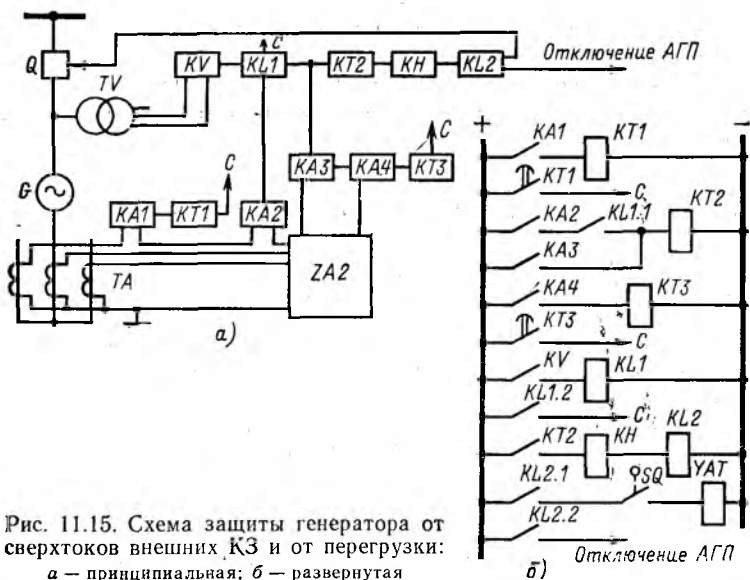 Q
TV
KV
KL1
C
KT2
KH
KL2
Отключение АГП
G
KA3
KA4
KT3
C
KA1
KT1
C
KA2
TA
ZA2
а)
+
-
KA1
KT1
KT1
C
KA2
KL1.1
KT2
KA3
KA4
KT3
KT3
C
KV
KL1
KL1.2
C
KT2
KH
KL2
KL2.1
SQ
YAT
KL2.2
Отключение АГП
б)
Рис. 11.15. Схема защиты генератора от
сверхтоков внешних КЗ и от перегрузки:
а — принципиальная; б — развернутая